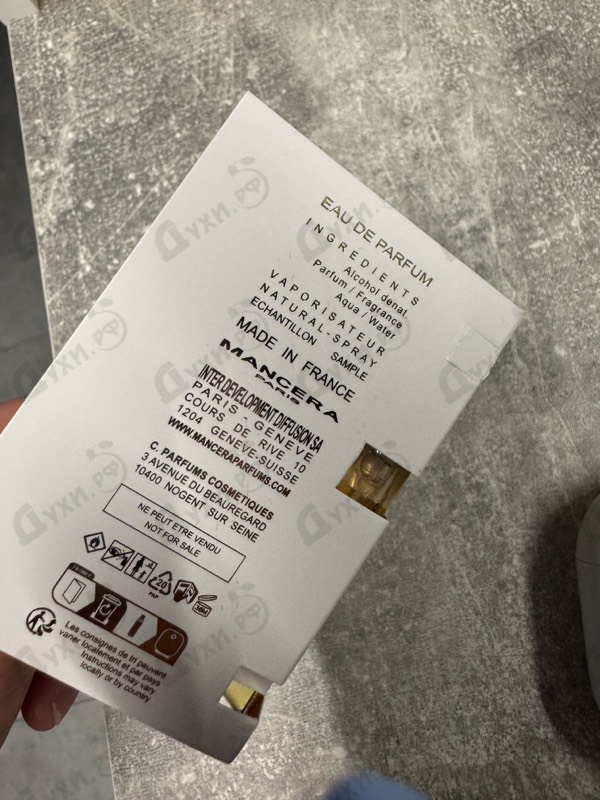 EAU DE PARFUM
INGREDIENTS
Alcohol denat
Parfum / Fragrance
Aqua / Water
VAPORISATEUR
NATURAL-SPRAY
ECHANTILLON SAMPLE
MADE IN FRANCE
MANCERA
PARIS
INTER DEVELOPMENT DIFFUSION SA
PARIS - GENEVE
COURS DE RIVE 10
1204 GENEVE-SUISSE
WWW.MANCERAPARFUMS.COM
C. PARFUMS COSMETIQUES
3 AVENUE DU BEAUREGARD
10400 NOGENT SUR SEINE
NE PEUT ETRE VENDU
NOT FOR SALE
20
PAP
36M
Les consignes de tri peuvent
varier localement et par pays
Instructions may vary
locally or by country
Духи.рф